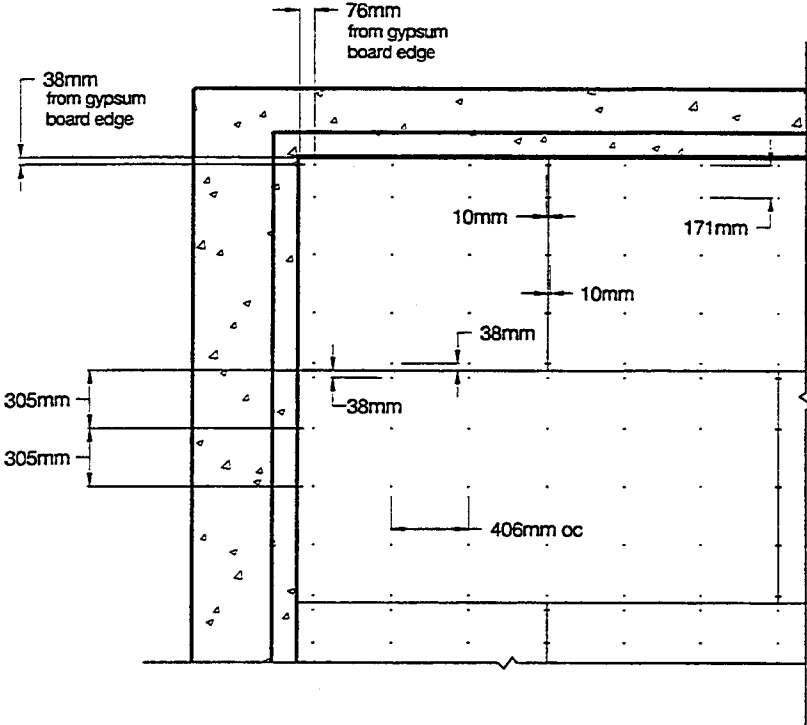 76mm
from gypsum
board edge
38mm
from gypsum
board edge
10mm
171mm
10mm
38mm
305mm
38mm
305mm
406mm oc